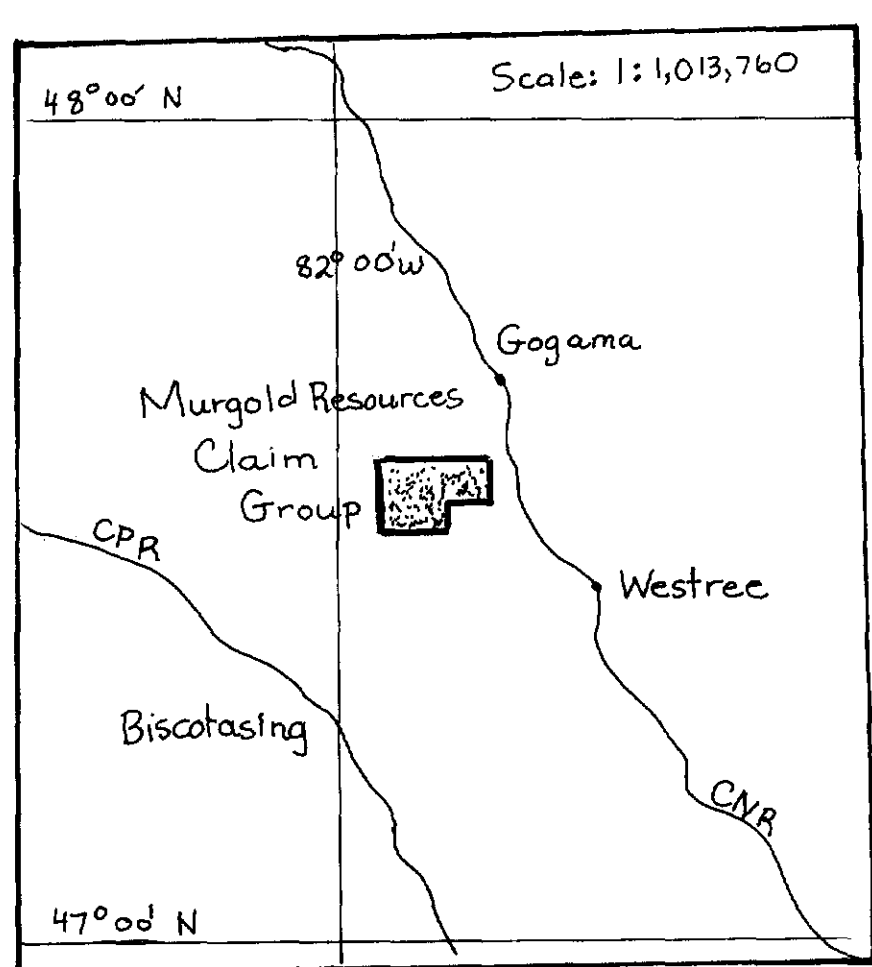 Scale: 1:1,013,760
48°00' N
82°00'W
Gogama
Murgold Resources
Claim
Group
CPR
Westree
Biscotasing
CNR
47°00' N